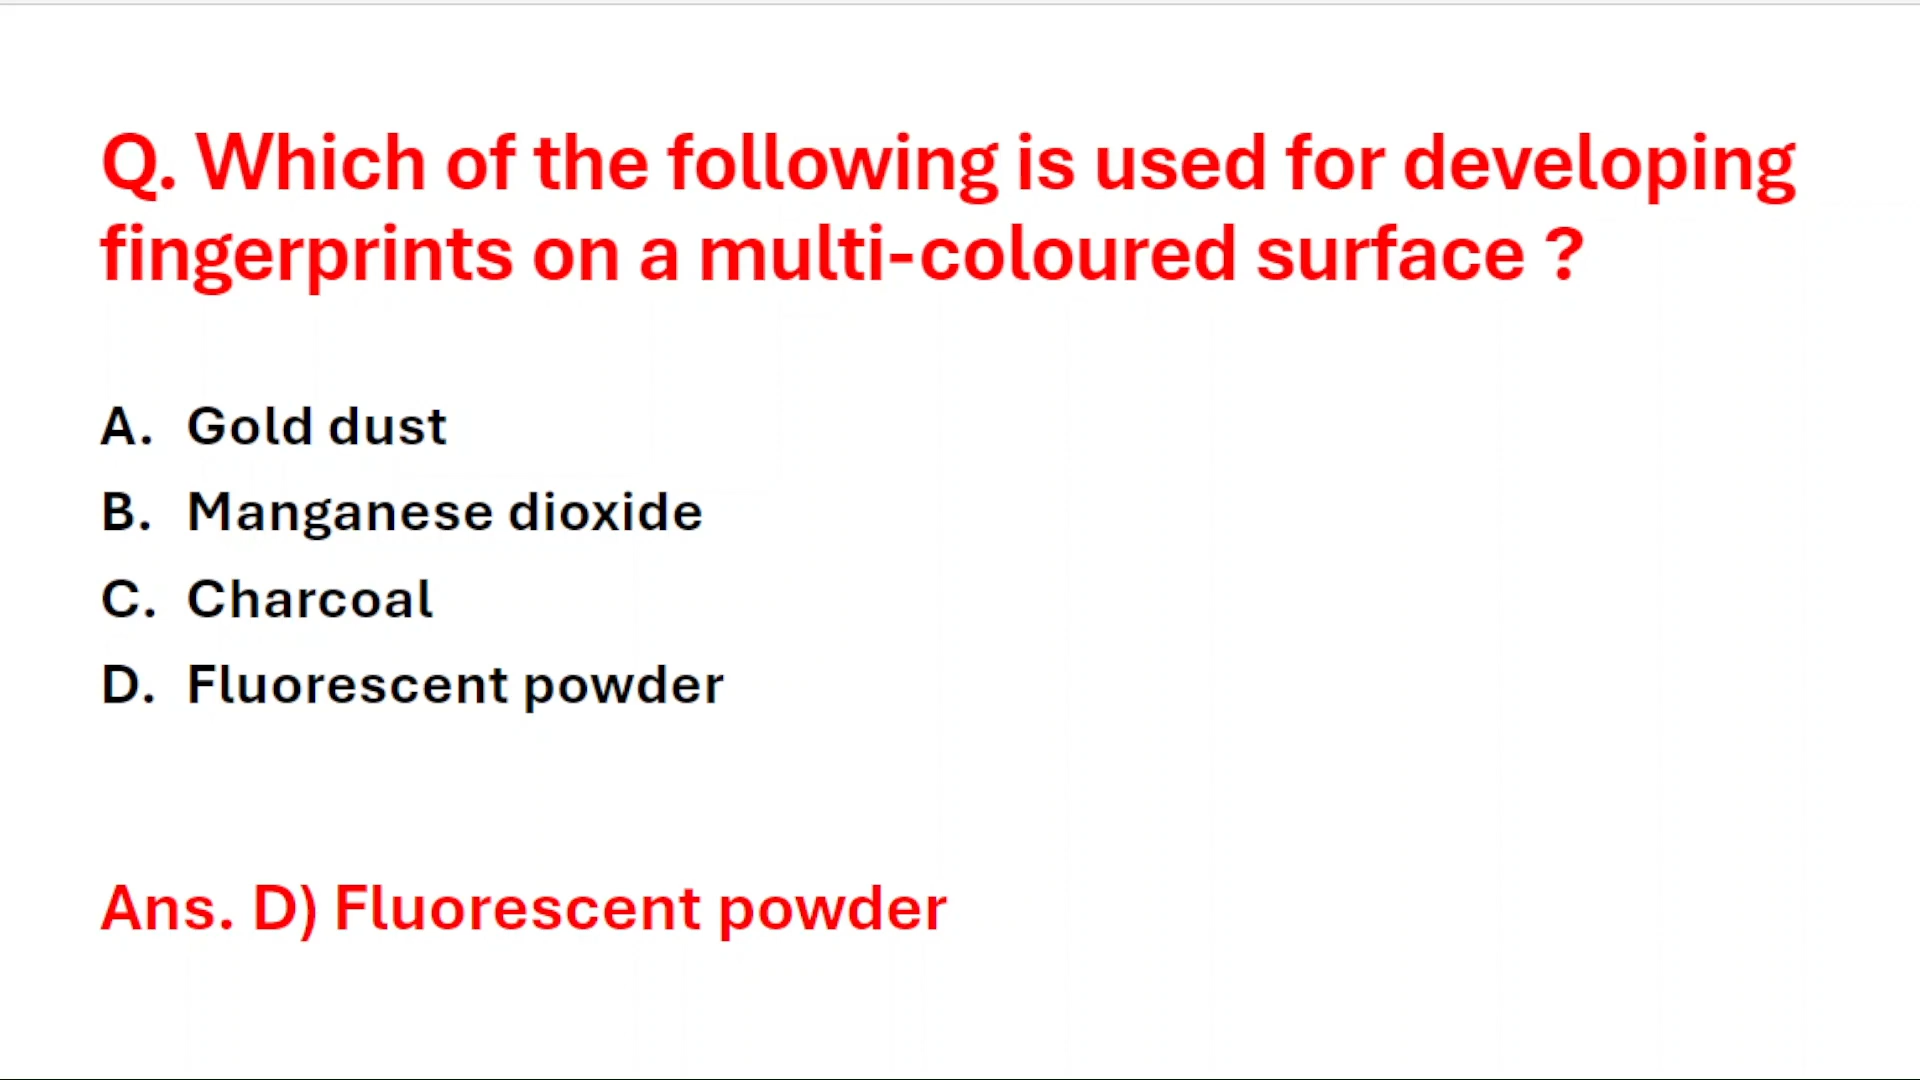 Q. Which of the following is used for developing
fingerprints on a multi-coloured surface ?
A. Gold dust
B. Manganese dioxide
C. Charcoal
D. Fluorescent powder
Ans. D) Fluorescent powder